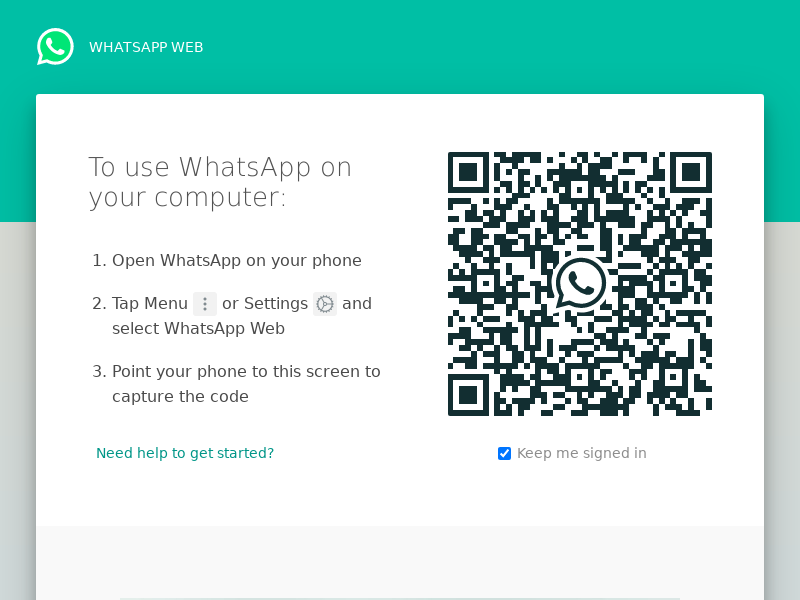 WHATSAPP WEB
To use WhatsApp on
your computer:
1. Open WhatsApp on your phone
2. Tap Menu or Settings and
select WhatsApp Web
3. Point your phone to this screen to
capture the code
Need help to get started?
Keep me signed in